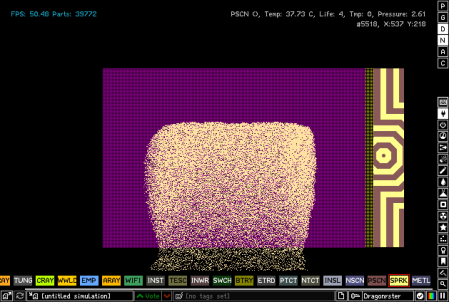 FPS: 50.48 Parts: 39772
PSCN O, Temp: 37.73 C, Life: 4, Tmp: 0, Pressure: 2.61
#5518, X:537 Y:218
P
G
D
N
A
C
RAY TUNG CRAY WWLD EMP ARAY WIFI INST TESC INWR SWCH BTRY ETRD PTCT NTCT INSL NSCN PSCN SPRK METL
[untitled simulation] Vote [no tags set] Dragonrster